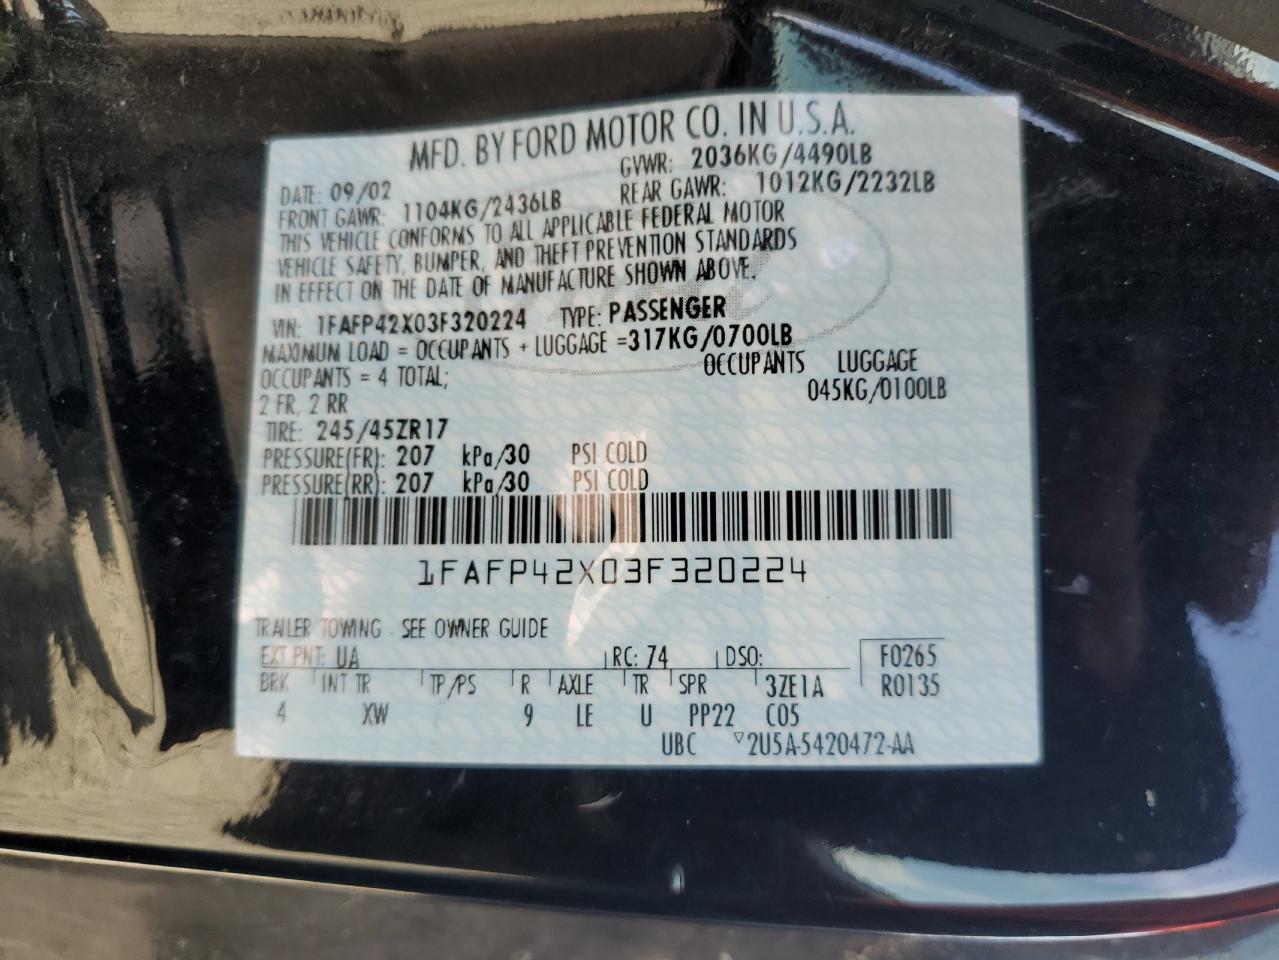 MFD. BY FORD MOTOR CO. IN U.S.A.
DATE: 09/02 GVWR: 2036KG/4490LB
FRONT GAWR: 1104KG/2436LB REAR GAWR: 1012KG/2232LB
THIS VEHICLE CONFORMS TO ALL APPLICABLE FEDERAL MOTOR
VEHICLE SAFETY, BUMPER, AND THEFT PREVENTION STANDARDS
IN EFFECT ON THE DATE OF MANUFACTURE SHOWN ABOVE.
VIN: 1FAFP42X03F320224 TYPE: PASSENGER
MAXIMUM LOAD = OCCUPANTS + LUGGAGE =317KG/0700LB
OCCUPANTS = 4 TOTAL; OCCUPANTS LUGGAGE
2 FR, 2 RR 045KG/0100LB
TIRE: 245/45ZR17
PRESSURE(FR): 207 kPa/30 PSI COLD
PRESSURE(RR): 207 kPa/30 PSI COLD
1FAFP42X03F320224
TRAILER TOWING - SEE OWNER GUIDE
EXT PNT: UA RC: 74 DSO: F0265
BRK INT TR TP/PS R AXLE TR SPR 3ZE1A R0135
4 XW 9 LE U PP22 C05
UBC ▽2U5A-5420472-AA